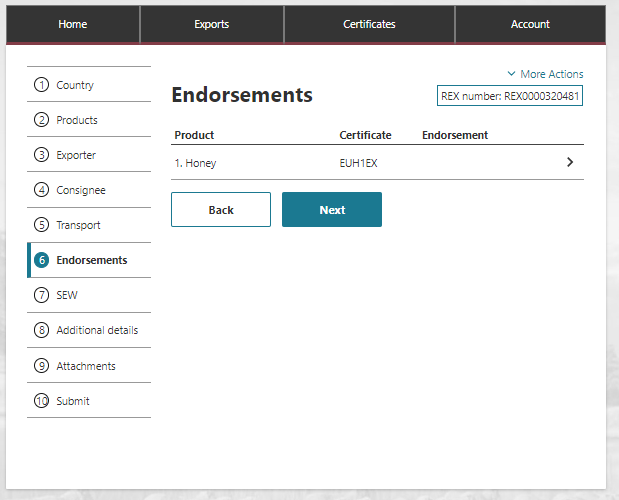 Home Exports Certificates Account
More Actions
Endorsements
REX number: REX0000320481
1 Country
2 Products
3 Exporter
4 Consignee
5 Transport
6 Endorsements
7 SEW
8 Additional details
9 Attachments
10 Submit
Product Certificate Endorsement
1. Honey EUH1EX
Back Next